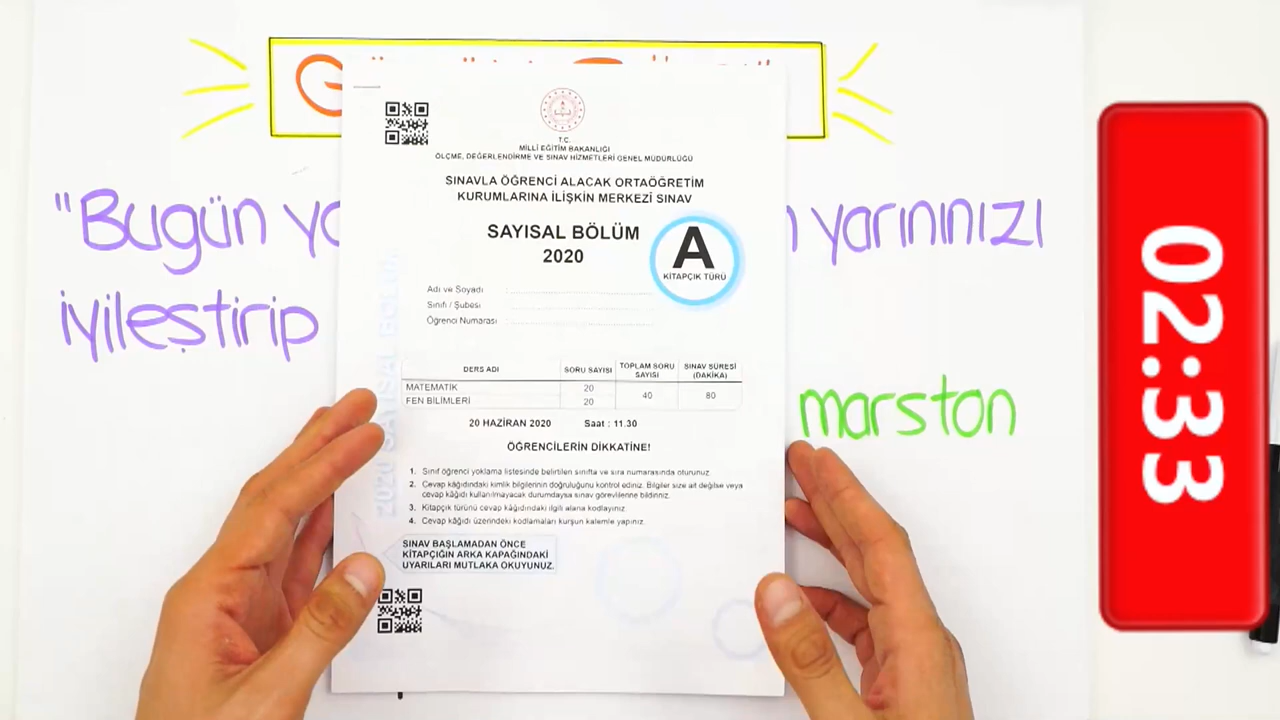 "Bugün
yarınınızı
iyileştirip
marston
T.C.
MİLLİ EĞİTİM BAKANLIĞI
ÖLÇME, DEĞERLENDİRME VE SINAV HİZMETLERİ GENEL MÜDÜRLÜĞÜ
SINAVLA ÖĞRENCİ ALACAK ORTAÖĞRETİM
KURUMLARINA İLİŞKİN MERKEZİ SINAV
SAYISAL BÖLÜM
2020
A
KİTAPÇIK TÜRÜ
Adı ve Soyadı :
Sınıfı / Şubesi :
Öğrenci Numarası :
DERS ADI SORU SAYISI TOPLAM SORU SAYISI SINAV SÜRESİ (DAKİKA)
MATEMATİK 20 40 80
FEN BİLİMLERİ 20
20 HAZİRAN 2020 Saat : 11.30
ÖĞRENCİLERİN DİKKATİNE!
1. Sınıf öğrenci yoklama listesinde belirtilen sınıfta ve sıra numarasında oturunuz.
2. Cevap kâğıdındaki kimlik bilgilerinin doğruluğunu kontrol ediniz. Bilgiler size ait değilse veya
cevap kâğıdı kullanılmayacak durumdaysa sınav görevlilerine bildiriniz.
3. Kitapçık türünü cevap kâğıdındaki ilgili alana kodlayınız.
4. Cevap kâğıdı üzerindeki kodlamaları kurşun kalemle yapınız.
SINAV BAŞLAMADAN ÖNCE
KİTAPÇIĞIN ARKA KAPAĞINDAKİ
UYARILARI MUTLAKA OKUYUNUZ.
02:33